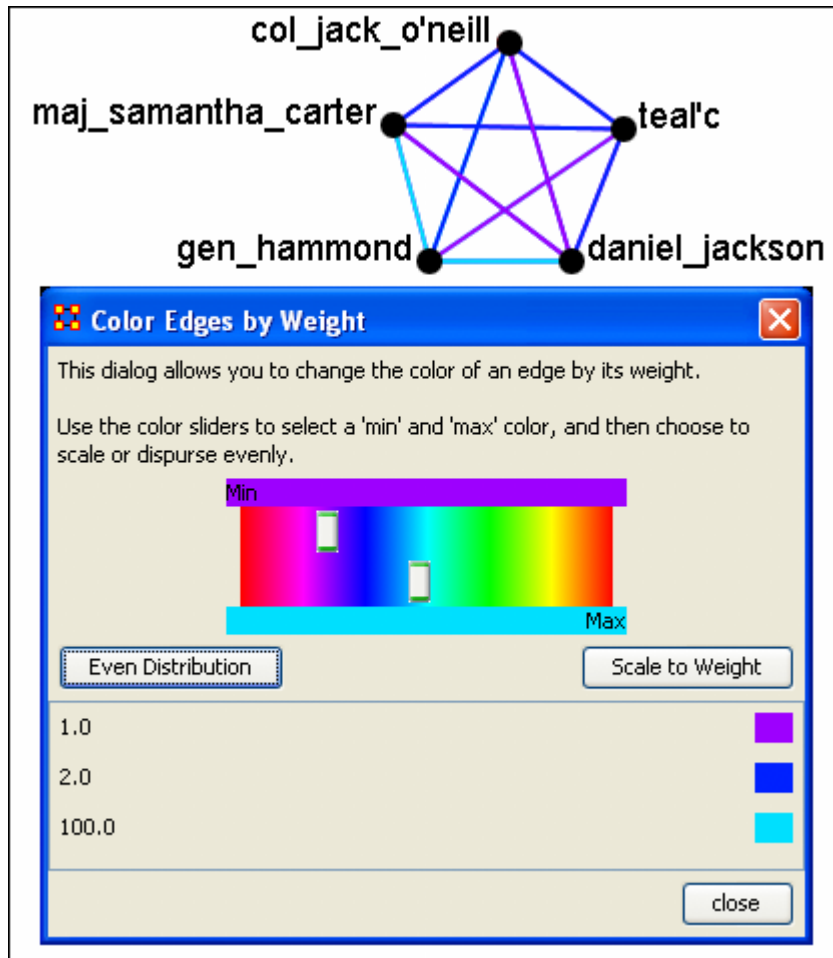 col_jack_o'neill
maj_samantha_carter
teal'c
gen_hammond
daniel_jackson
Color Edges by Weight
This dialog allows you to change the color of an edge by its weight.
Use the color sliders to select a 'min' and 'max' color, and then choose to
scale or dispurse evenly.
Min
Max
Even Distribution
Scale to Weight
1.0
2.0
100.0
close